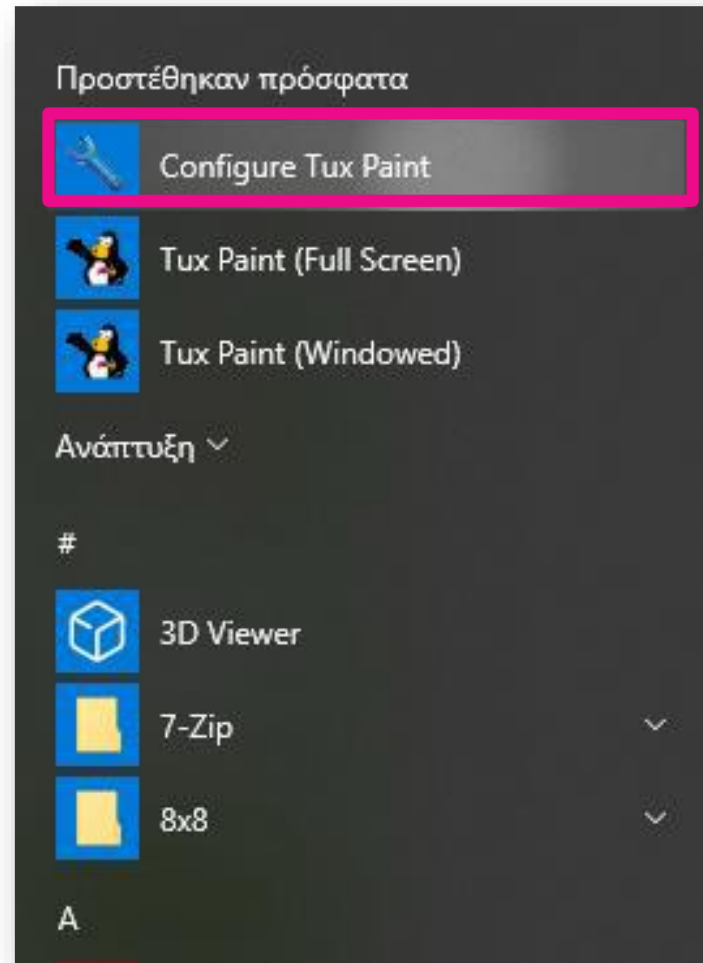 Προστέθηκαν πρόσφατα
Configure Tux Paint
Tux Paint (Full Screen)
Tux Paint (Windowed)
Ανάπτυξη
#
3D Viewer
7-Zip
8x8
A